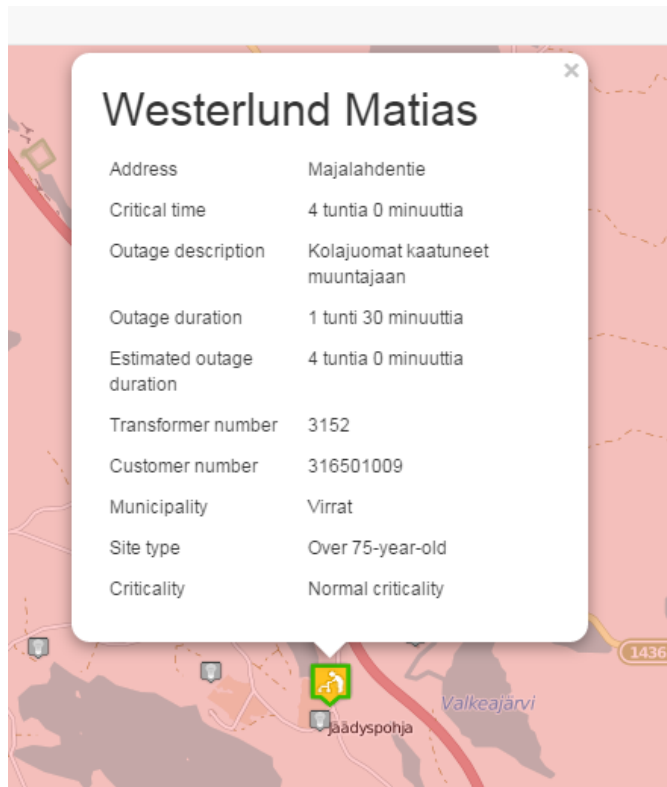 ×
Westerlund Matias
Address Majalahdentie
Critical time 4 tuntia 0 minuuttia
Outage description Kolajuomat kaatuneet
muuntajaan
Outage duration 1 tunti 30 minuuttia
Estimated outage 4 tuntia 0 minuuttia
duration
Transformer number 3152
Customer number 316501009
Municipality Virrat
Site type Over 75-year-old
Criticality Normal criticality
1436
Valkeajärvi
Jäädyspohja